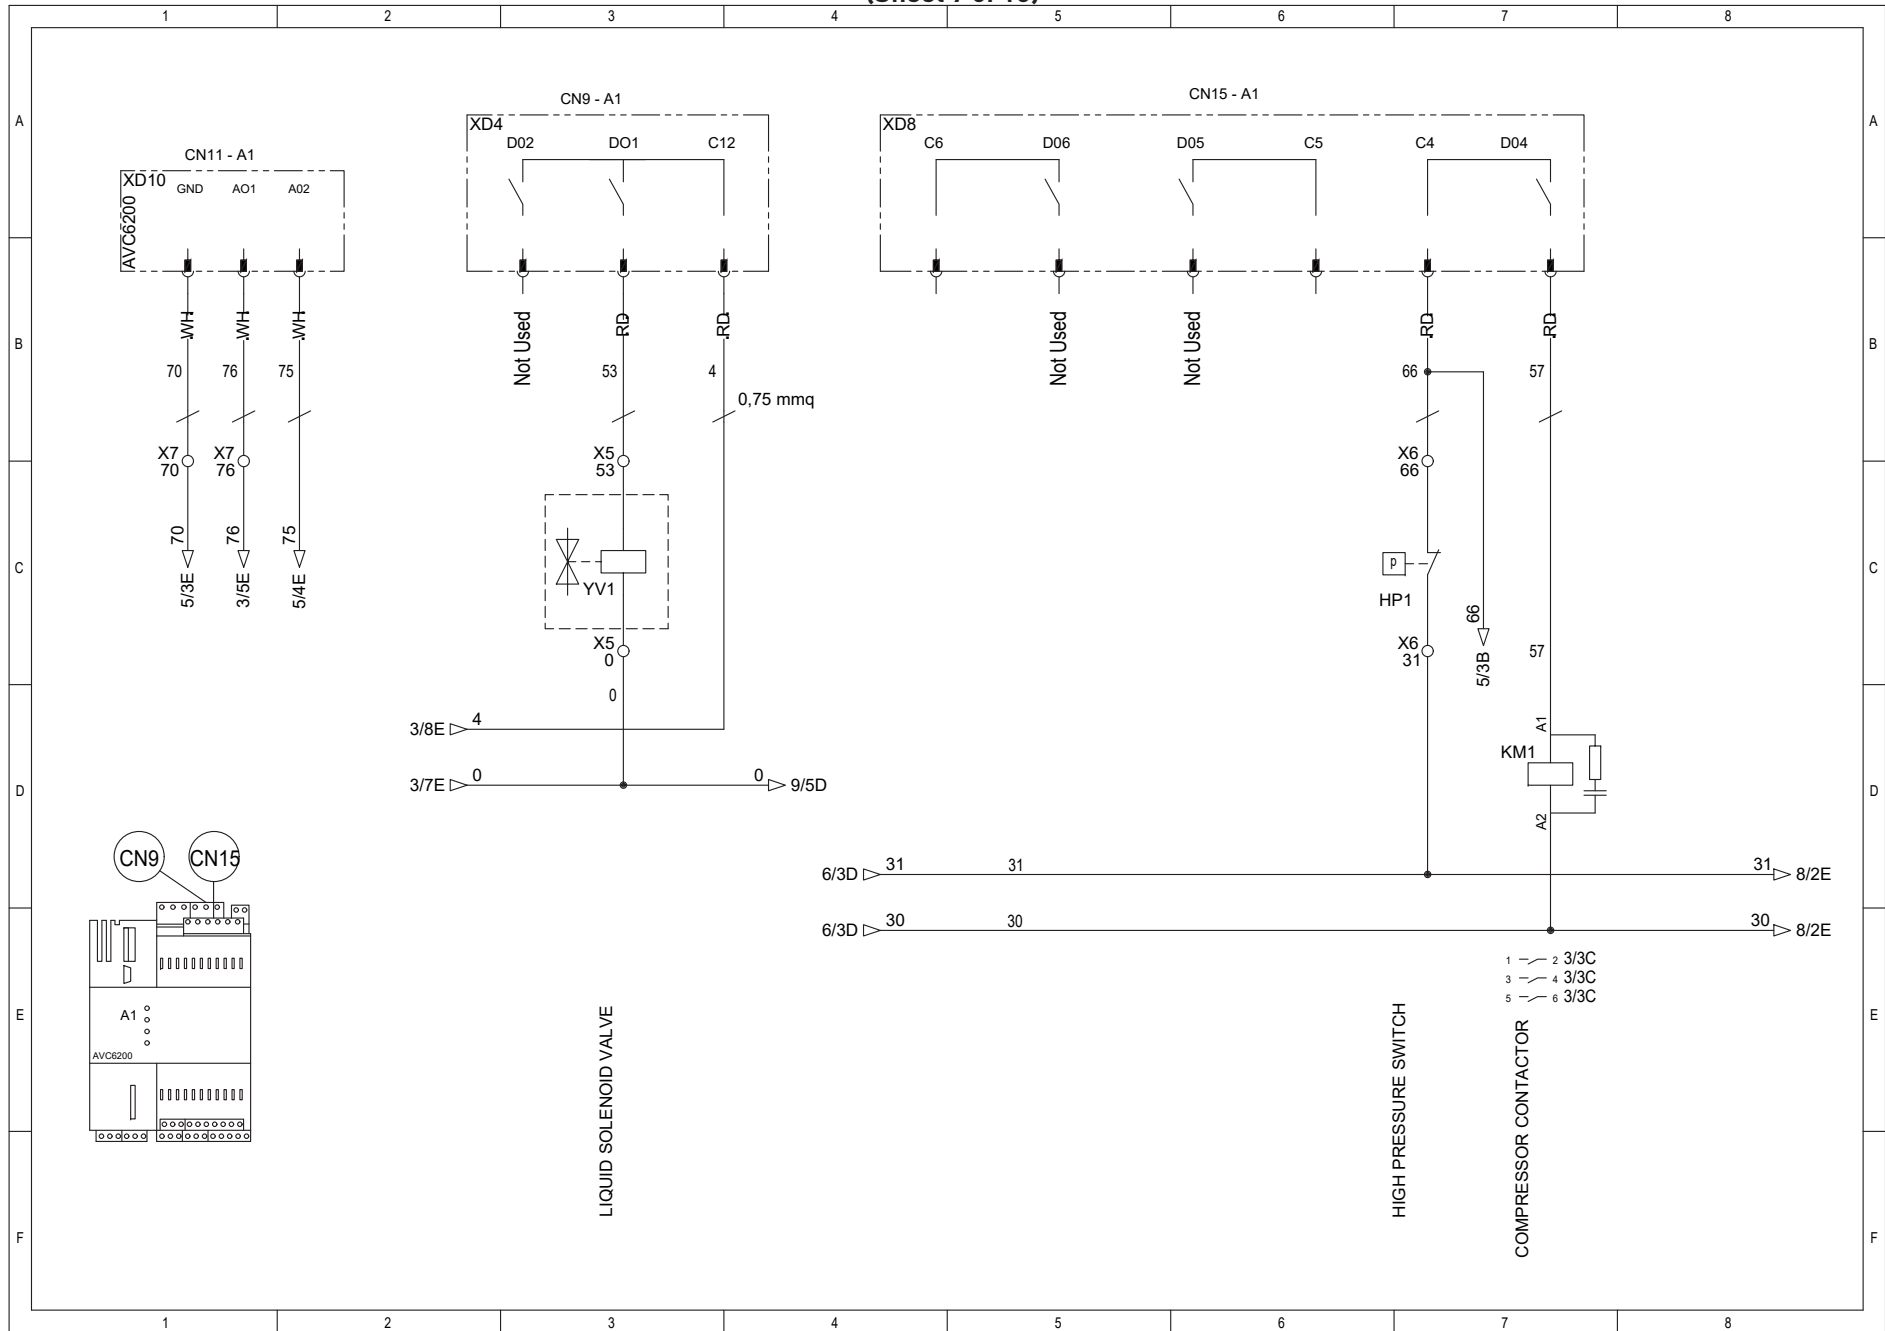 1 2 3 4 5 6 7 8
A A
B B
C C
D D
E E
F F
CN11 - A1
XD10
GND AO1 A02
AVC6200
.WH. .WH. .WH.
70 76 75
X7 X7
70 76
70 76 75
5/3E 3/5E 5/4E
CN9 - A1
XD4
D02 DO1 C12
Not Used
.RD. .RD.
53 4
0,75 mmq
X5
53
YV1
X5
0
0
3/8E 4
3/7E 0
0 9/5D
CN15 - A1
XD8
C6 D06 D05 C5 C4 D04
Not Used
Not Used
.RD. .RD.
66 57
X6
66
p
HP1
66
X6
31
5/3B
57
A1
KM1
A2
6/3D 31 31 31 8/2E
6/3D 30 30 30 8/2E
1 2 3/3C
3 4 3/3C
5 6 3/3C
CN9 CN15
A1
AVC6200
LIQUID SOLENOID VALVE
HIGH PRESSURE SWITCH
COMPRESSOR CONTACTOR
1 2 3 4 5 6 7 8